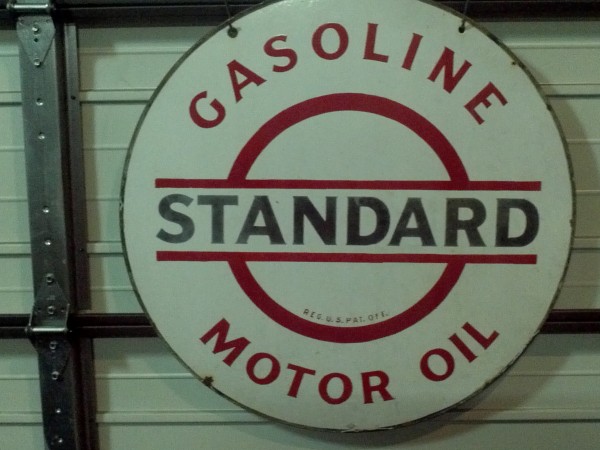 GASOLINE
STANDARD
REG. U.S. PAT. OFF.
MOTOR OIL